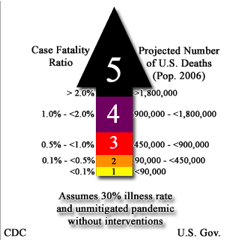 Case Fatality Ratio
Projected Number of U.S. Deaths (Pop. 2006)
5
> 2.0% >1,800,000
4
1.0% - <2.0% 900,000 - <1,800,000
3
0.5% - <1.0% 450,000 - <900,000
2
0.1% - <0.5% 90,000 - <450,000
1
<0.1% <90,000
Assumes 30% illness rate
and unmitigated pandemic
without interventions
CDC U.S. Gov.